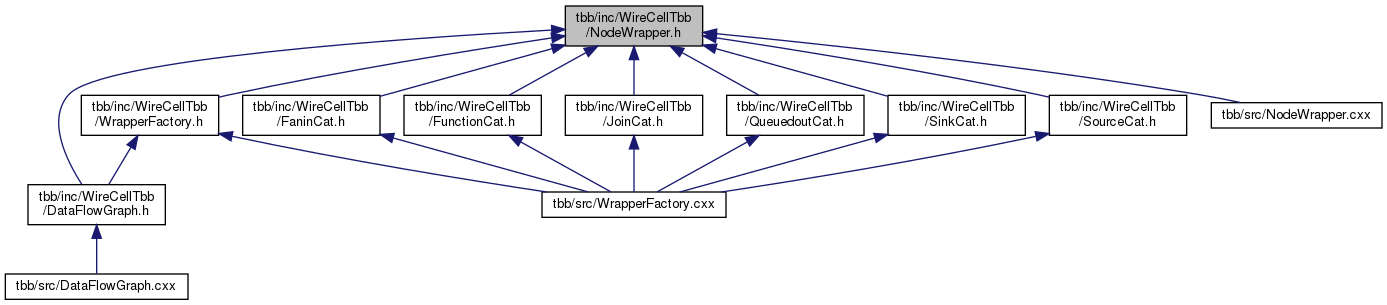 tbb/inc/WireCellTbb
/NodeWrapper.h
tbb/inc/WireCellTbb
/WrapperFactory.h
tbb/inc/WireCellTbb
/FaninCat.h
tbb/inc/WireCellTbb
/FunctionCat.h
tbb/inc/WireCellTbb
/JoinCat.h
tbb/inc/WireCellTbb
/QueuedoutCat.h
tbb/inc/WireCellTbb
/SinkCat.h
tbb/inc/WireCellTbb
/SourceCat.h
tbb/src/NodeWrapper.cxx
tbb/inc/WireCellTbb
/DataFlowGraph.h
tbb/src/WrapperFactory.cxx
tbb/src/DataFlowGraph.cxx